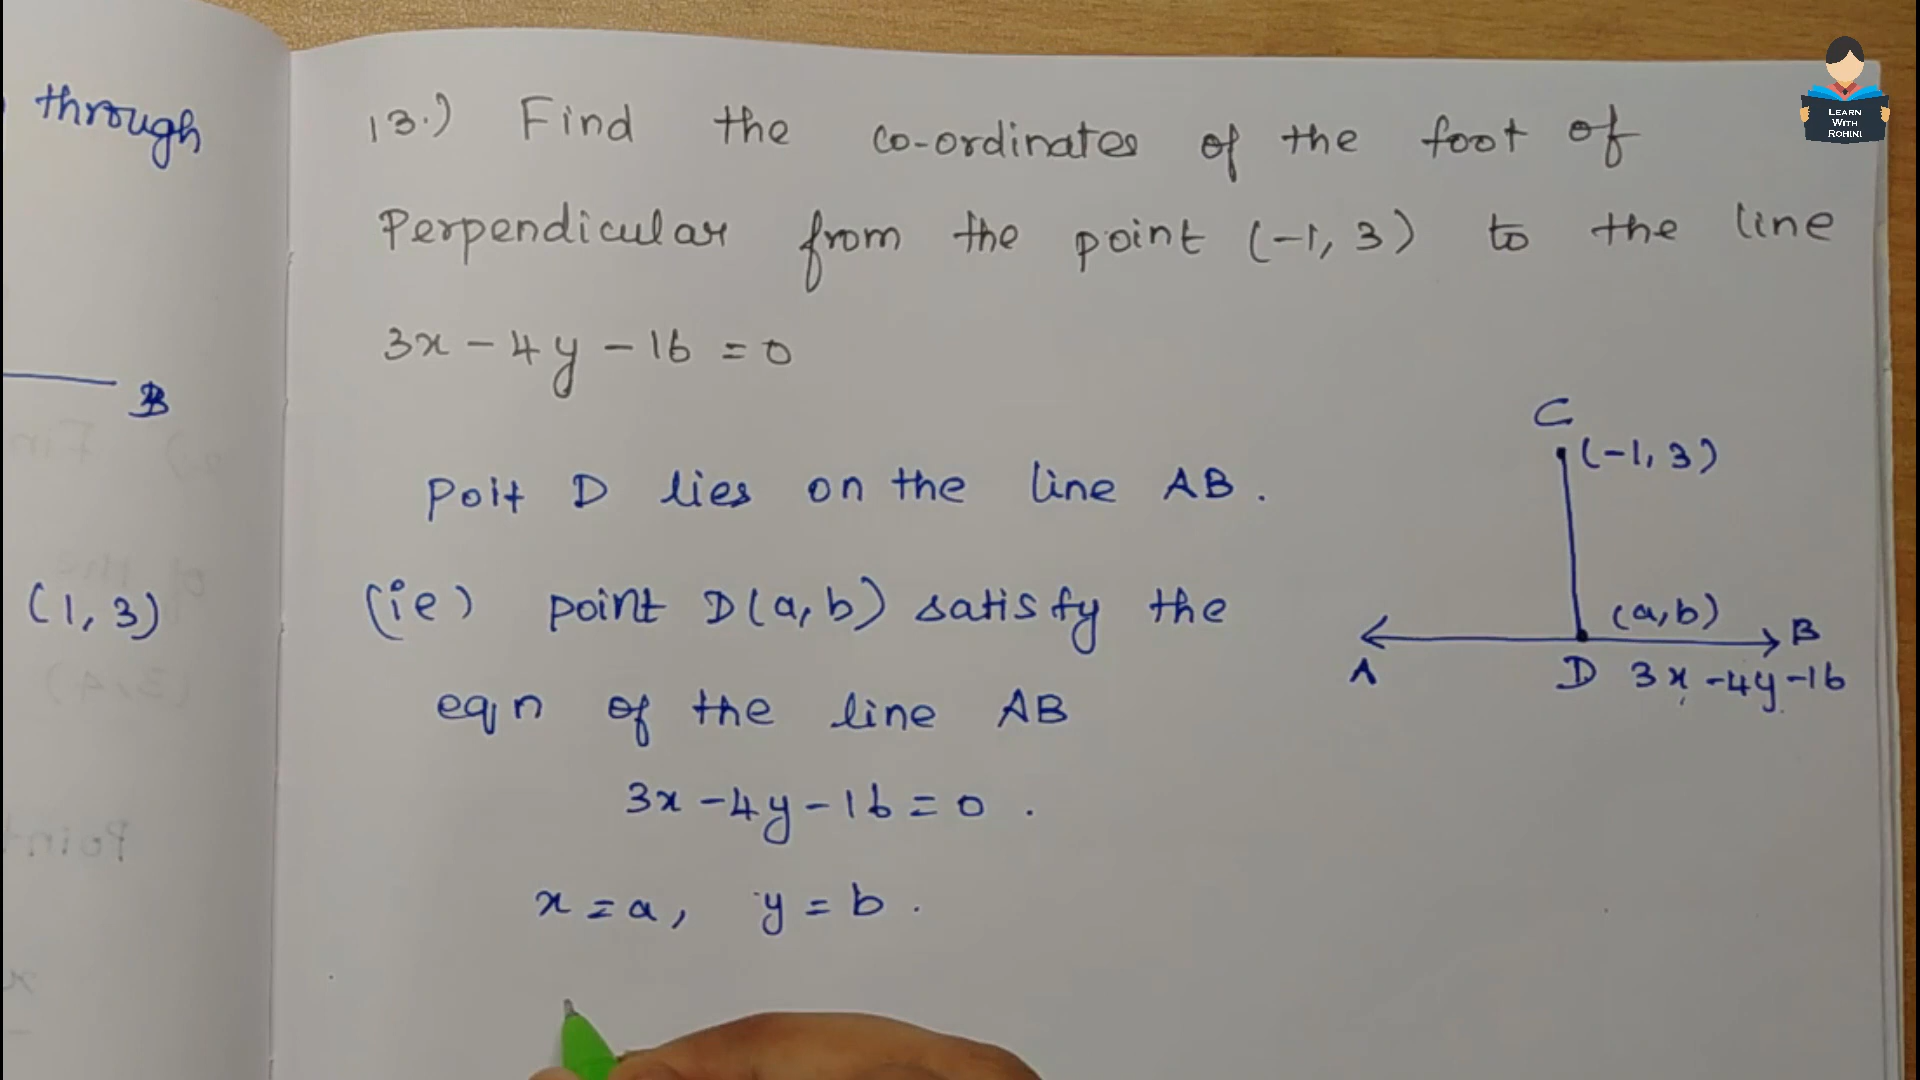 through
B
(1, 3)
13.) Find the co-ordinates of the foot of
Perpendicular from the point (-1, 3) to the line
3x - 4y - 16 = 0
poit D lies on the line AB.
(ie) point D(a, b) satisfy the
eqn of the line AB
3x - 4y - 16 = 0 .
x = a, y = b .
C
(-1, 3)
(a, b)
A
B
D 3x - 4y - 16
LEARN
WITH
ROHINI